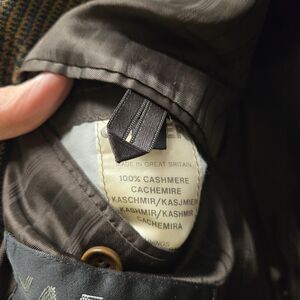 MADE IN GREAT BRITAIN
100% CASHMERE
CACHEMIRE
KASCHMIR/KASJMIER
KASHMIR/KASHMIR
CACHEMIRA